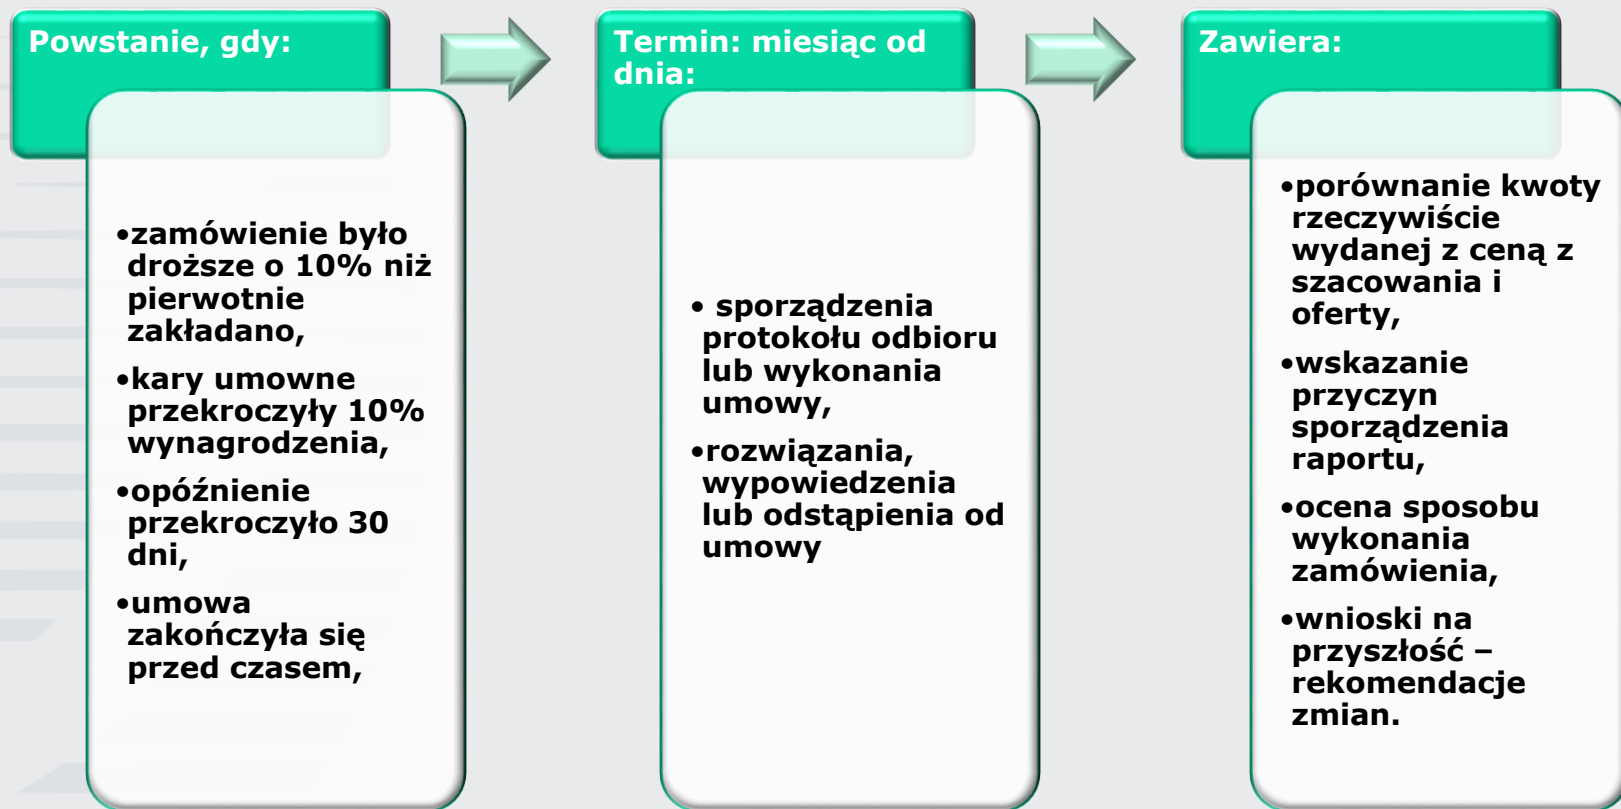 Powstanie, gdy:
•zamówienie było
droższe o 10% niż
pierwotnie
zakładano,
•kary umowne
przekroczyły 10%
wynagrodzenia,
•opóźnienie
przekroczyło 30
dni,
•umowa
zakończyła się
przed czasem,
Termin: miesiąc od
dnia:
• sporządzenia
protokołu odbioru
lub wykonania
umowy,
•rozwiązania,
wypowiedzenia
lub odstąpienia od
umowy
Zawiera:
•porównanie kwoty
rzeczywiście
wydanej z ceną z
szacowania i
oferty,
•wskazanie
przyczyn
sporządzenia
raportu,
•ocena sposobu
wykonania
zamówienia,
•wnioski na
przyszłość –
rekomendacje
zmian.